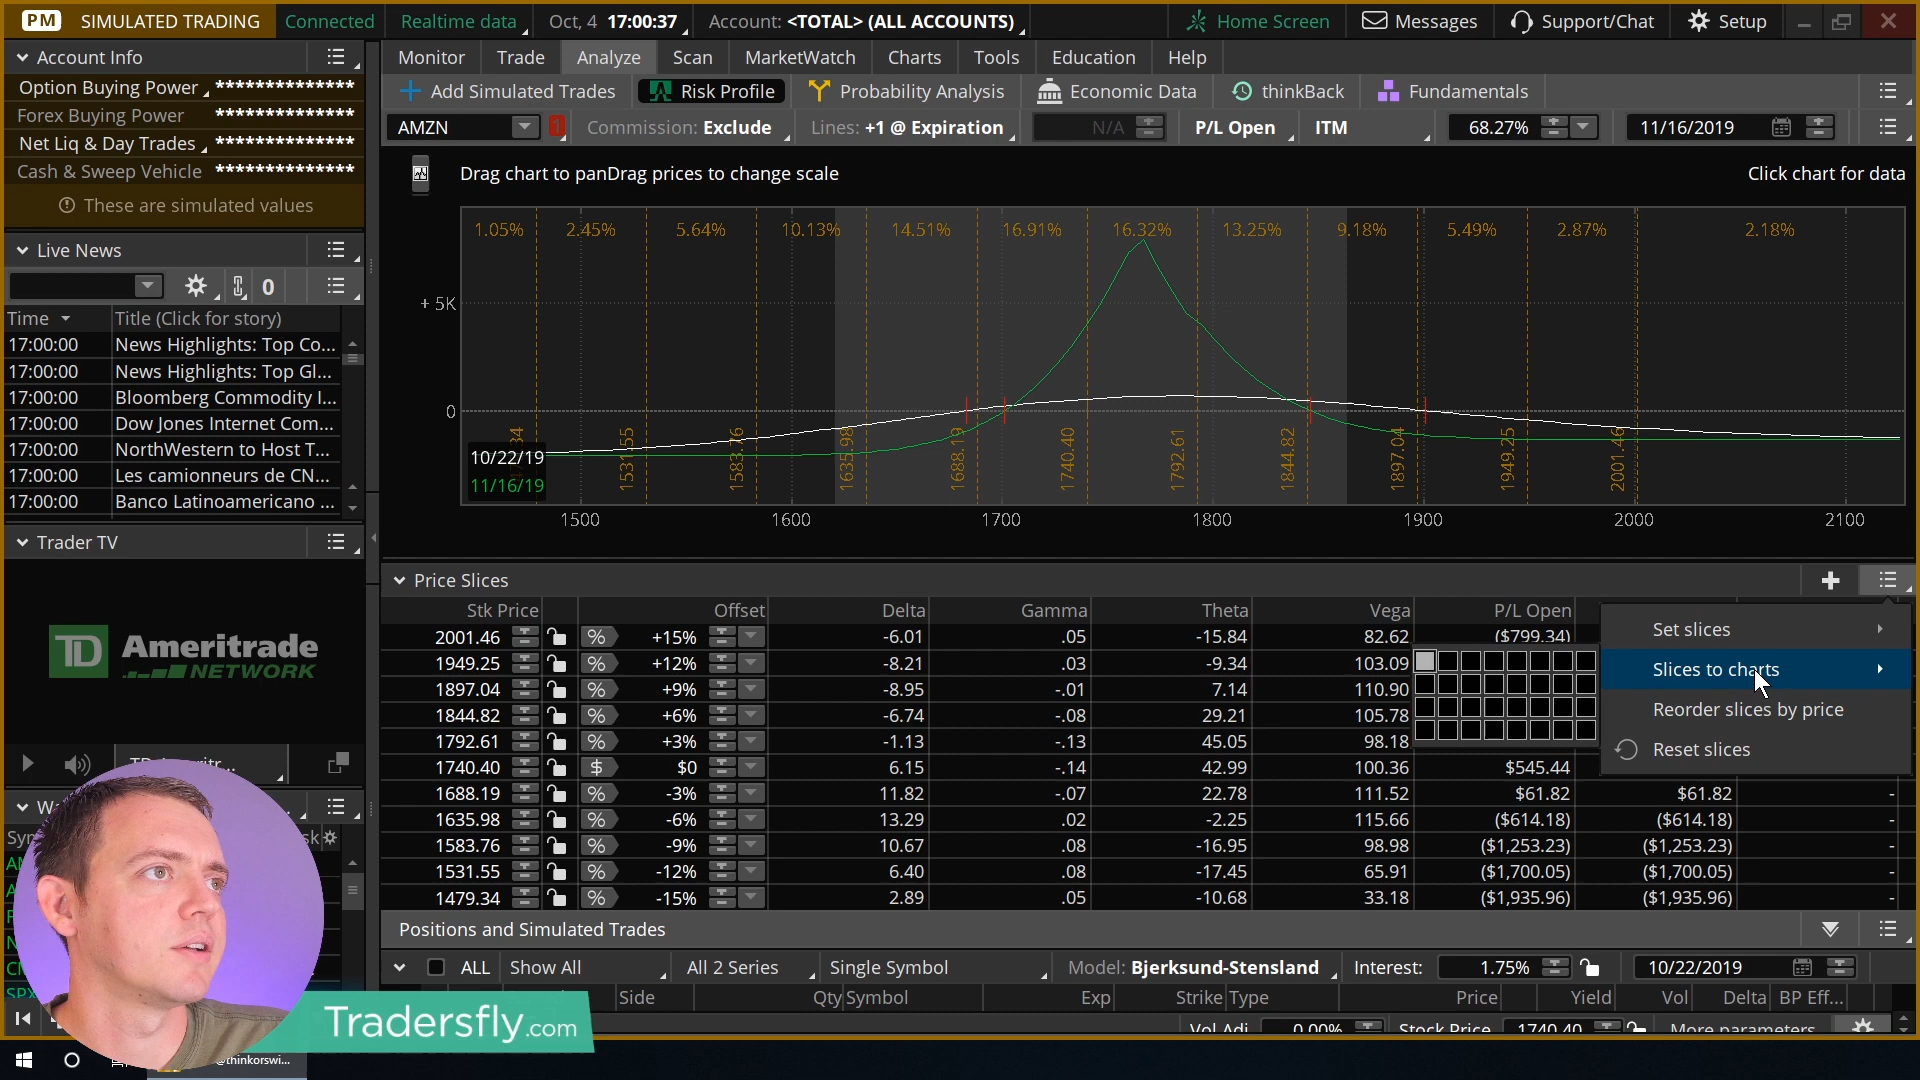 PM SIMULATED TRADING Connected Realtime data Oct, 4 17:00:37 Account: <TOTAL> (ALL ACCOUNTS) Home Screen Messages Support/Chat Setup
Account Info
Option Buying Power **************
Forex Buying Power **************
Net Liq & Day Trades **************
Cash & Sweep Vehicle **************
These are simulated values
Live News
0
Time Title (Click for story)
17:00:00 News Highlights: Top Co...
17:00:00 News Highlights: Top Gl...
17:00:00 Bloomberg Commodity I...
17:00:00 Dow Jones Internet Com...
17:00:00 NorthWestern to Host T...
17:00:00 Les camionneurs de CN...
17:00:00 Banco Latinoamericano ...
Trader TV
TD Ameritrade
NETWORK
Monitor Trade Analyze Scan MarketWatch Charts Tools Education Help
Add Simulated Trades Risk Profile Probability Analysis Economic Data thinkBack Fundamentals
AMZN 1 Commission: Exclude Lines: +1 @ Expiration N/A P/L Open ITM 68.27% 11/16/2019
Drag chart to panDrag prices to change scale Click chart for data
1.05% 2.45% 5.64% 10.13% 14.51% 16.91% 16.32% 13.25% 9.18% 5.49% 2.87% 2.18%
+ 5K
0
1531.55 1583.76 1635.98 1688.19 1740.40 1792.61 1844.82 1897.04 1949.25 2001.46
10/22/19
11/16/19
1500 1600 1700 1800 1900 2000 2100
Price Slices
Stk Price Offset Delta Gamma Theta Vega P/L Open
2001.46 % +15% -6.01 .05 -15.84 82.62 ($799.34)
1949.25 % +12% -8.21 .03 -9.34 103.09
1897.04 % +9% -8.95 -.01 7.14 110.90
1844.82 % +6% -6.74 -.08 29.21 105.78
1792.61 % +3% -1.13 -.13 45.05 98.18
1740.40 $ $0 6.15 -.14 42.99 100.36 $545.44
1688.19 % -3% 11.82 -.07 22.78 111.52 $61.82 $61.82 -
1635.98 % -6% 13.29 .02 -2.25 115.66 ($614.18) ($614.18) -
1583.76 % -9% 10.67 .08 -16.95 98.98 ($1,253.23) ($1,253.23) -
1531.55 % -12% 6.40 .08 -17.45 65.91 ($1,700.05) ($1,700.05) -
1479.34 % -15% 2.89 .05 -10.68 33.18 ($1,935.96) ($1,935.96) -
Set slices
Slices to charts
Reorder slices by price
Reset slices
Positions and Simulated Trades
ALL Show All All 2 Series Single Symbol Model: Bjerksund-Stensland Interest: 1.75% 10/22/2019
Side Qty Symbol Exp Strike Type Price Yield Vol Delta BP Eff...
Vol Adj 0.00% Stock Price 1740.40 More parameters
Tradersfly.com
@thinkorswi...